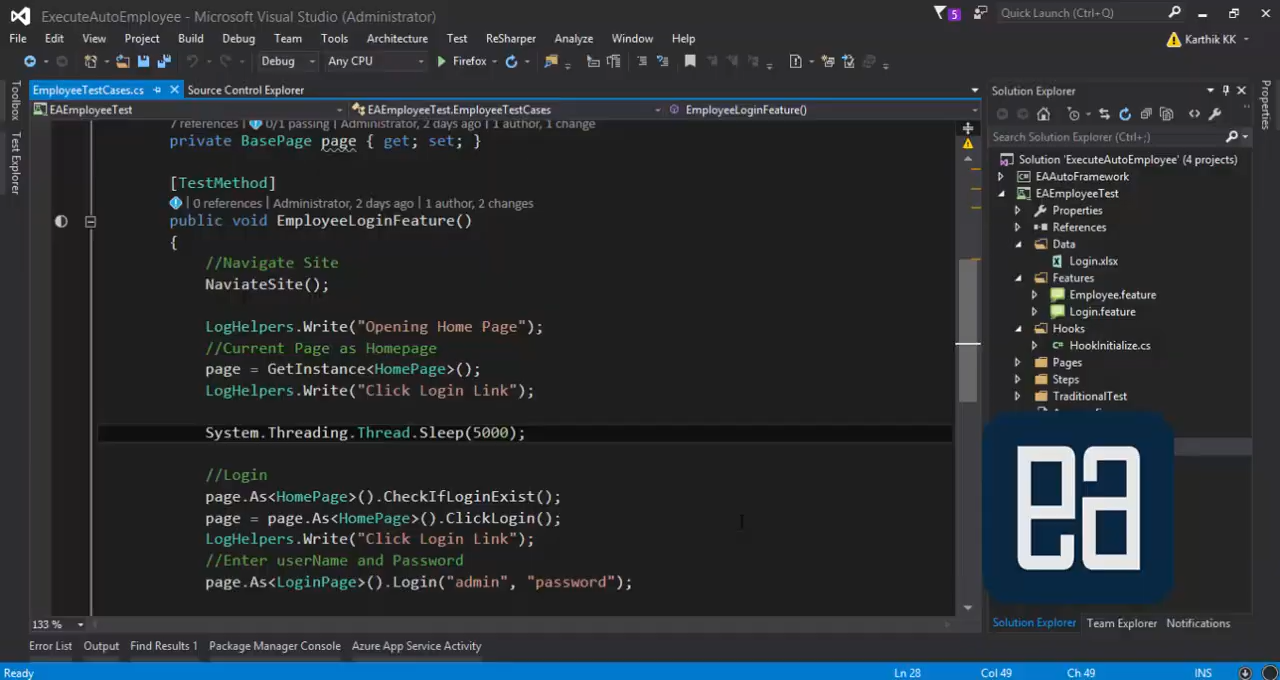 ExecuteAutoEmployee - Microsoft Visual Studio (Administrator)
5
Quick Launch (Ctrl+Q)
File Edit View Project Build Debug Team Tools Architecture Test ReSharper Analyze Window Help
Karthik KK
Debug Any CPU Firefox
Toolbox
Test Explorer
EmployeeTestCases.cs Source Control Explorer
EAEmployeeTest EAEmployeeTest.EmployeeTestCases EmployeeLoginFeature()
7 references | 0/1 passing | Administrator, 2 days ago | 1 author, 1 change
private BasePage page { get; set; }
[TestMethod]
| 0 references | Administrator, 2 days ago | 1 author, 2 changes
public void EmployeeLoginFeature()
{
//Navigate Site
NaviateSite();
LogHelpers.Write("Opening Home Page");
//Current Page as Homepage
page = GetInstance<HomePage>();
LogHelpers.Write("Click Login Link");
System.Threading.Thread.Sleep(5000);
//Login
page.As<HomePage>().CheckIfLoginExist();
page = page.As<HomePage>().ClickLogin();
LogHelpers.Write("Click Login Link");
//Enter userName and Password
page.As<LoginPage>().Login("admin", "password");
133 %
Solution Explorer
Search Solution Explorer (Ctrl+;)
Solution 'ExecuteAutoEmployee' (4 projects)
EAAutoFramework
EAEmployeeTest
Properties
References
Data
Login.xlsx
Features
Employee.feature
Login.feature
Hooks
HookInitialize.cs
Pages
Steps
TraditionalTest
ea
Solution Explorer Team Explorer Notifications
Properties
Error List Output Find Results 1 Package Manager Console Azure App Service Activity
Ready Ln 28 Col 49 Ch 49 INS